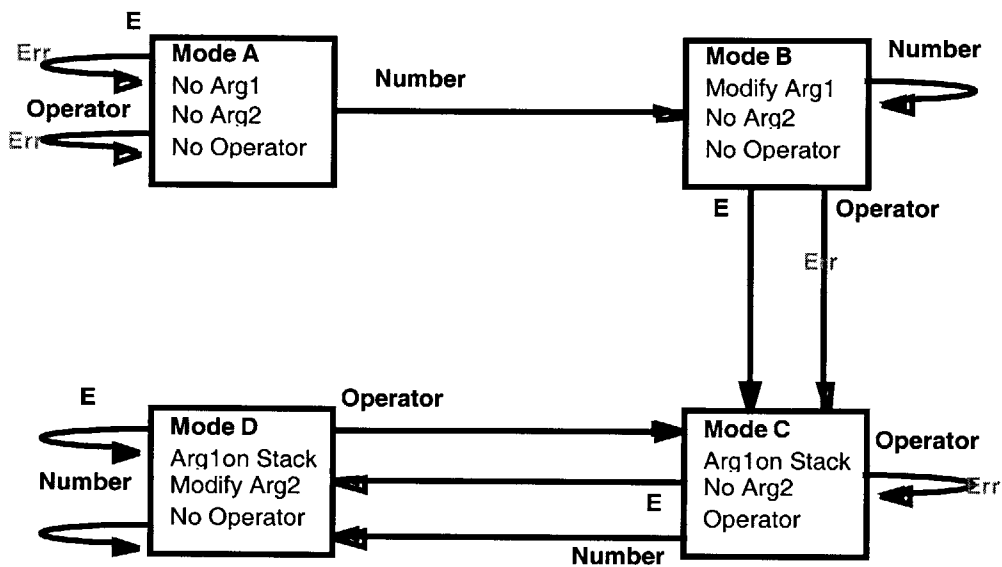 E
Err
Operator
Err
Mode A
No Arg1
No Arg2
No Operator
Number
Mode B
Modify Arg1
No Arg2
No Operator
Number
E
Operator
Err
E
Number
Mode D
Arg1on Stack
Modify Arg2
No Operator
Operator
E
Number
Mode C
Arg1on Stack
No Arg2
Operator
Operator
Err